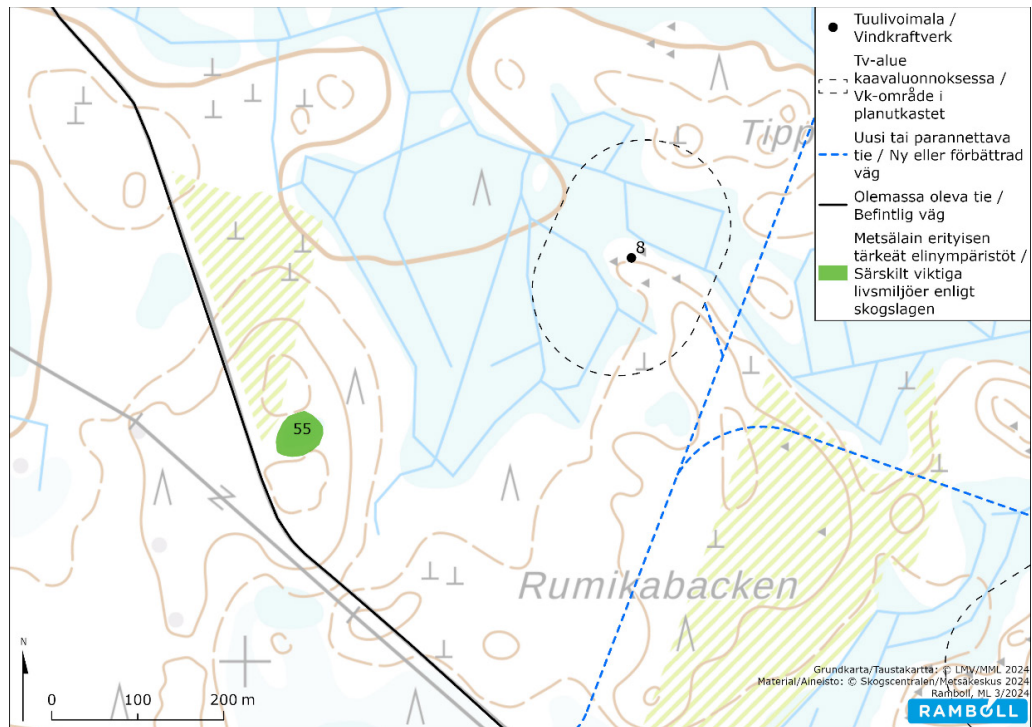 Tuulivoimala /
Vindkraftverk
Tv-alue
kaavaluonnoksessa /
Vk-område i
planutkastet
Uusi tai parannettava
tie / Ny eller förbättrad
väg
Olemassa oleva tie /
Befintlig väg
Metsälain erityisen
tärkeät elinympäristöt /
Särskilt viktiga
livsmiljöer enligt
skogslagen
Tipp
8
55
Rumikabacken
N
0 100 200 m
Grundkarta/Taustakartta: © LMV/MML 2024
Material/Aineisto: © Skogscentralen/Metsäkeskus 2024
Ramboll, ML 3/2024
RAMBOLL